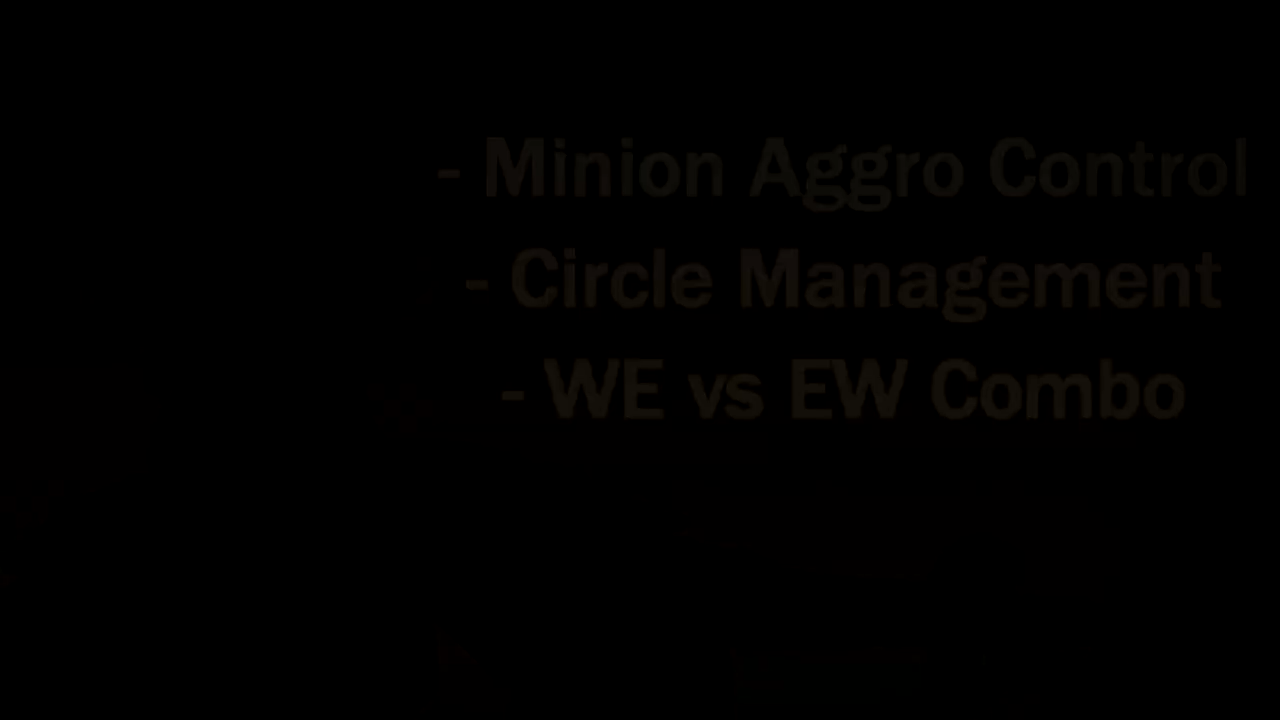 - Minion Aggro Control
- Circle Management
- WE vs EW Combo